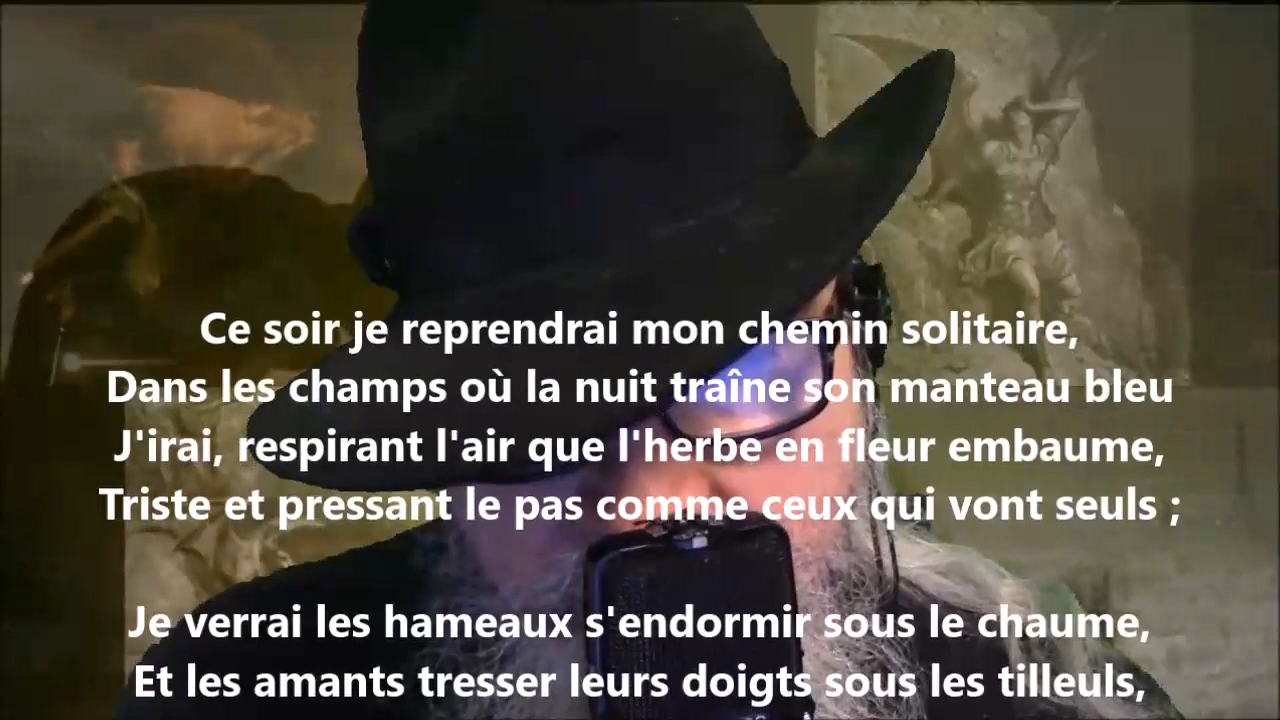 Ce soir je reprendrai mon chemin solitaire,
Dans les champs où la nuit traîne son manteau bleu
J'irai, respirant l'air que l'herbe en fleur embaume,
Triste et pressant le pas comme ceux qui vont seuls ;
Je verrai les hameaux s'endormir sous le chaume,
Et les amants tresser leurs doigts sous les tilleuls,